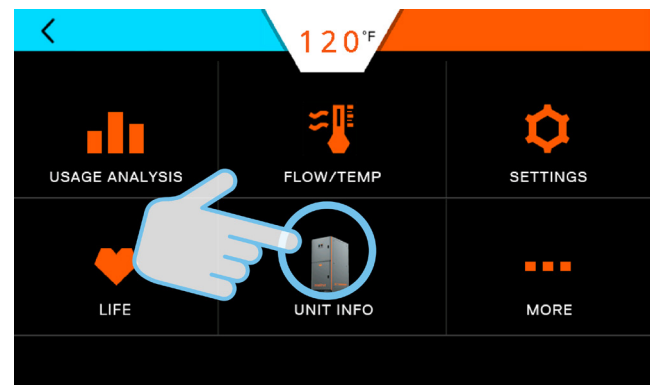 120°F
USAGE ANALYSIS
FLOW/TEMP
SETTINGS
LIFE
UNIT INFO
MORE